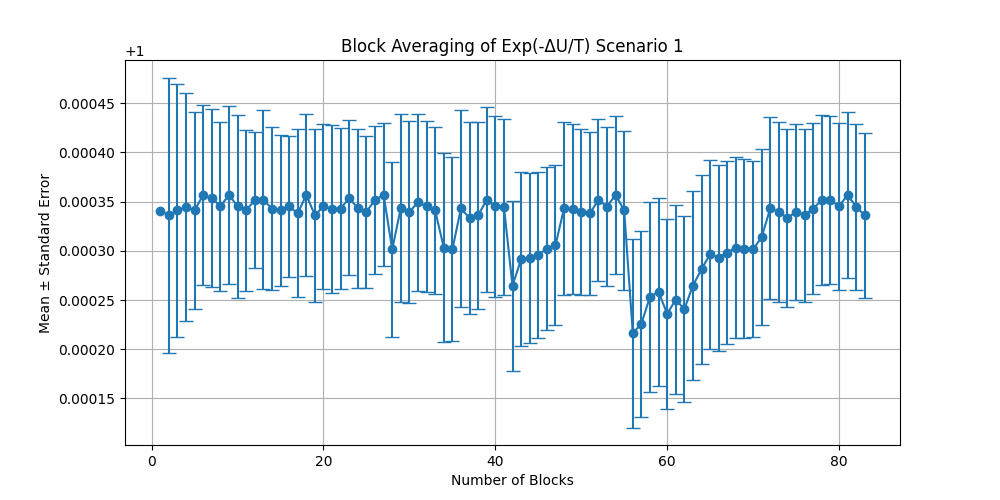 Block Averaging of Exp(-ΔU/T) Scenario 1
+1
0.00045
0.00040
0.00035
0.00030
0.00025
0.00020
0.00015
Mean ± Standard Error
0 20 40 60 80
Number of Blocks